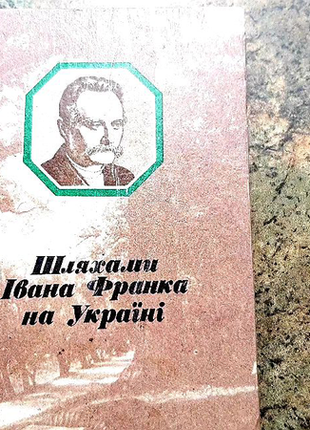 Шляхами
Івана Франка
на Україні